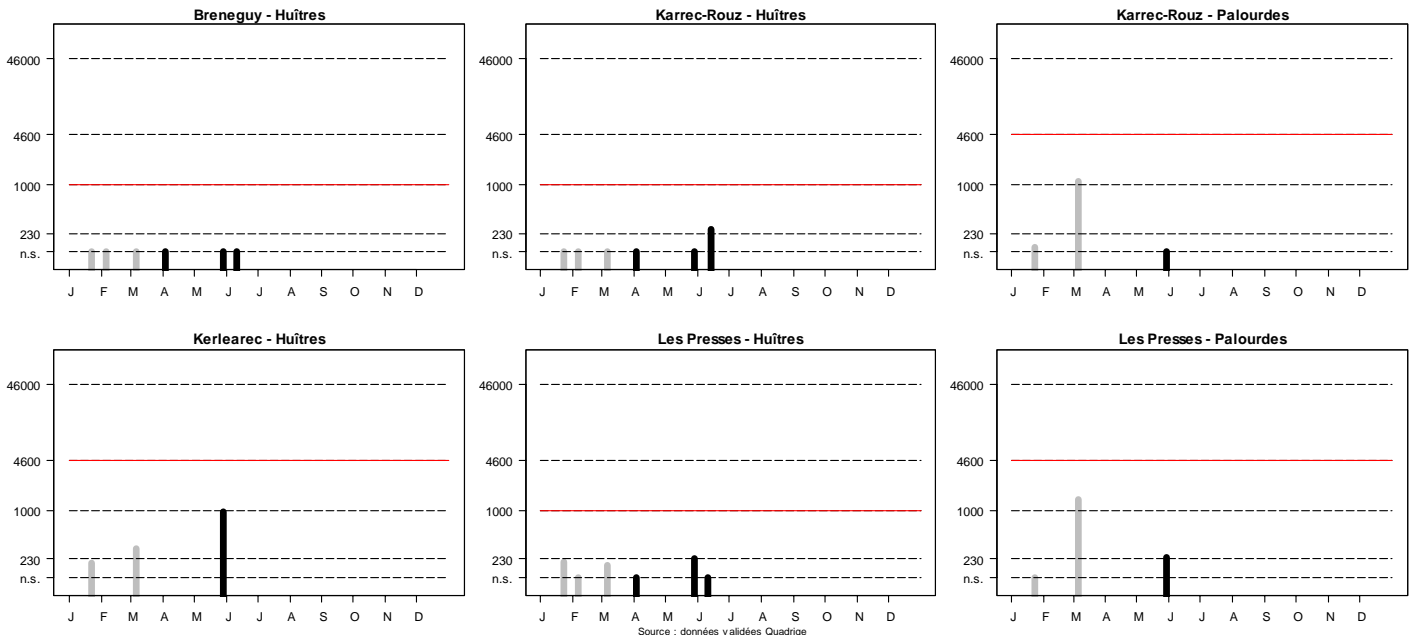 Breneguy - Huîtres
46000
4600
1000
230
n.s.
J F M A M J J A S O N D
Karrec-Rouz - Huîtres
46000
4600
1000
230
n.s.
J F M A M J J A S O N D
Karrec-Rouz - Palourdes
46000
4600
1000
230
n.s.
J F M A M J J A S O N D
Kerlearec - Huîtres
46000
4600
1000
230
n.s.
J F M A M J J A S O N D
Les Presses - Huîtres
46000
4600
1000
230
n.s.
J F M A M J J A S O N D
Les Presses - Palourdes
46000
4600
1000
230
n.s.
J F M A M J J A S O N D
Source : données validées Quadrige